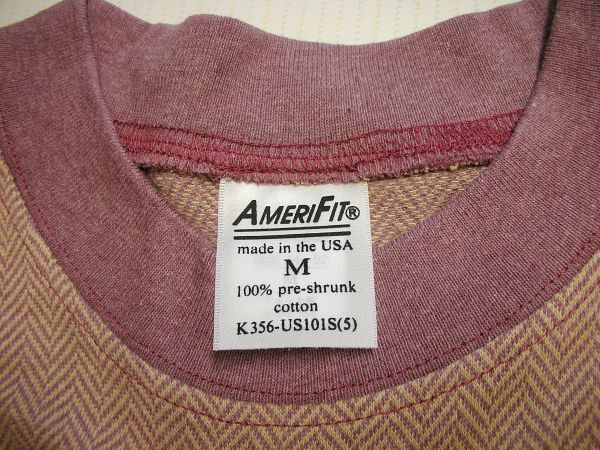 AMERIFIT®
made in the USA
M
100% pre-shrunk
cotton
K356-US101S(5)